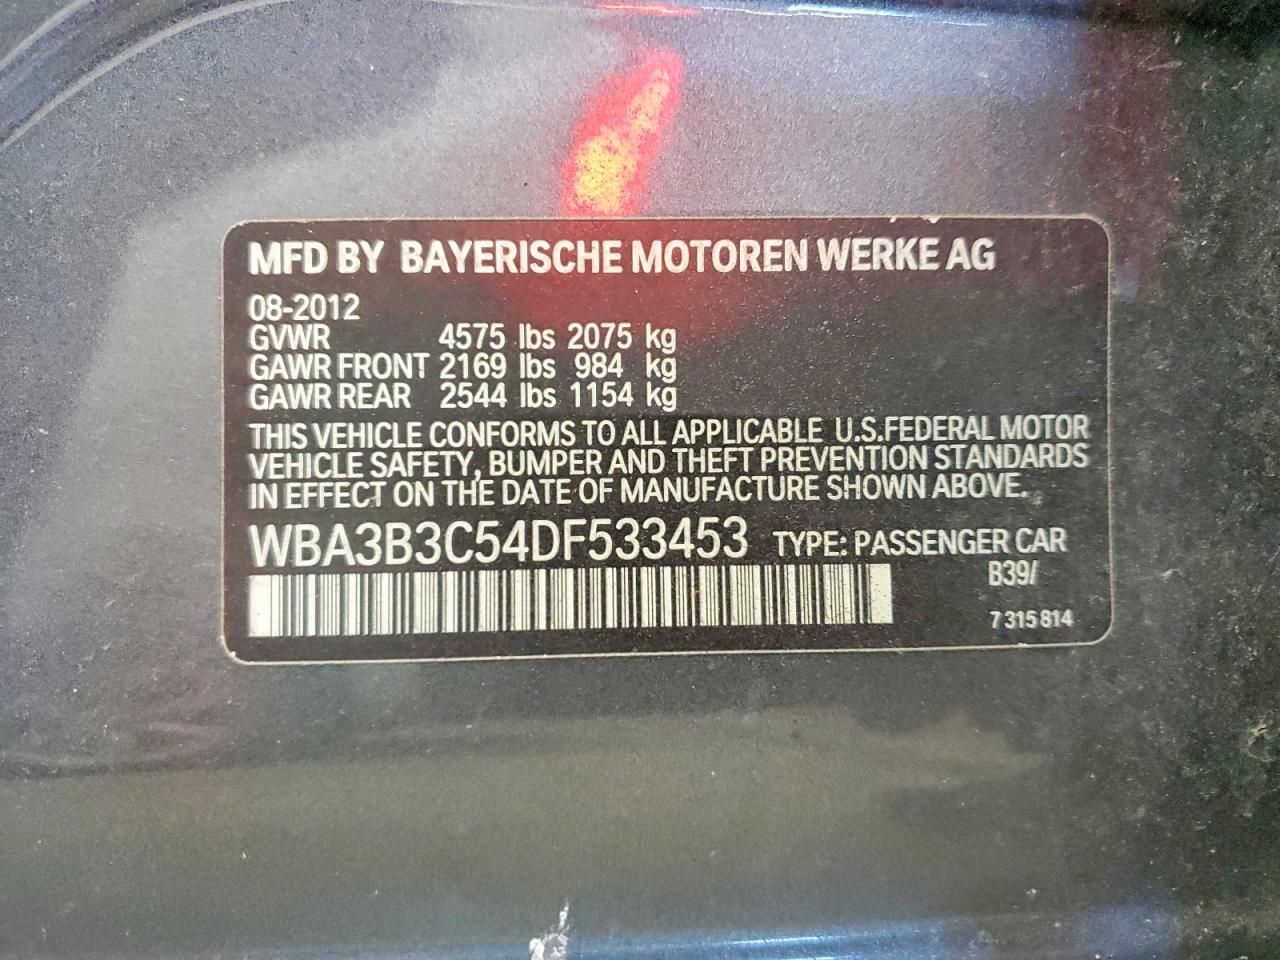 MFD BY BAYERISCHE MOTOREN WERKE AG
08-2012
GVWR 4575 lbs 2075 kg
GAWR FRONT 2169 lbs 984 kg
GAWR REAR 2544 lbs 1154 kg
THIS VEHICLE CONFORMS TO ALL APPLICABLE U.S.FEDERAL MOTOR
VEHICLE SAFETY, BUMPER AND THEFT PREVENTION STANDARDS
IN EFFECT ON THE DATE OF MANUFACTURE SHOWN ABOVE.
WBA3B3C54DF533453 TYPE: PASSENGER CAR
B39/
7 315 814